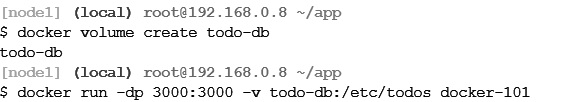 [node1] (local) root@192.168.0.8 ~/app
$ docker volume create todo-db
todo-db
[node1] (local) root@192.168.0.8 ~/app
$ docker run -dp 3000:3000 -v todo-db:/etc/todos docker-101